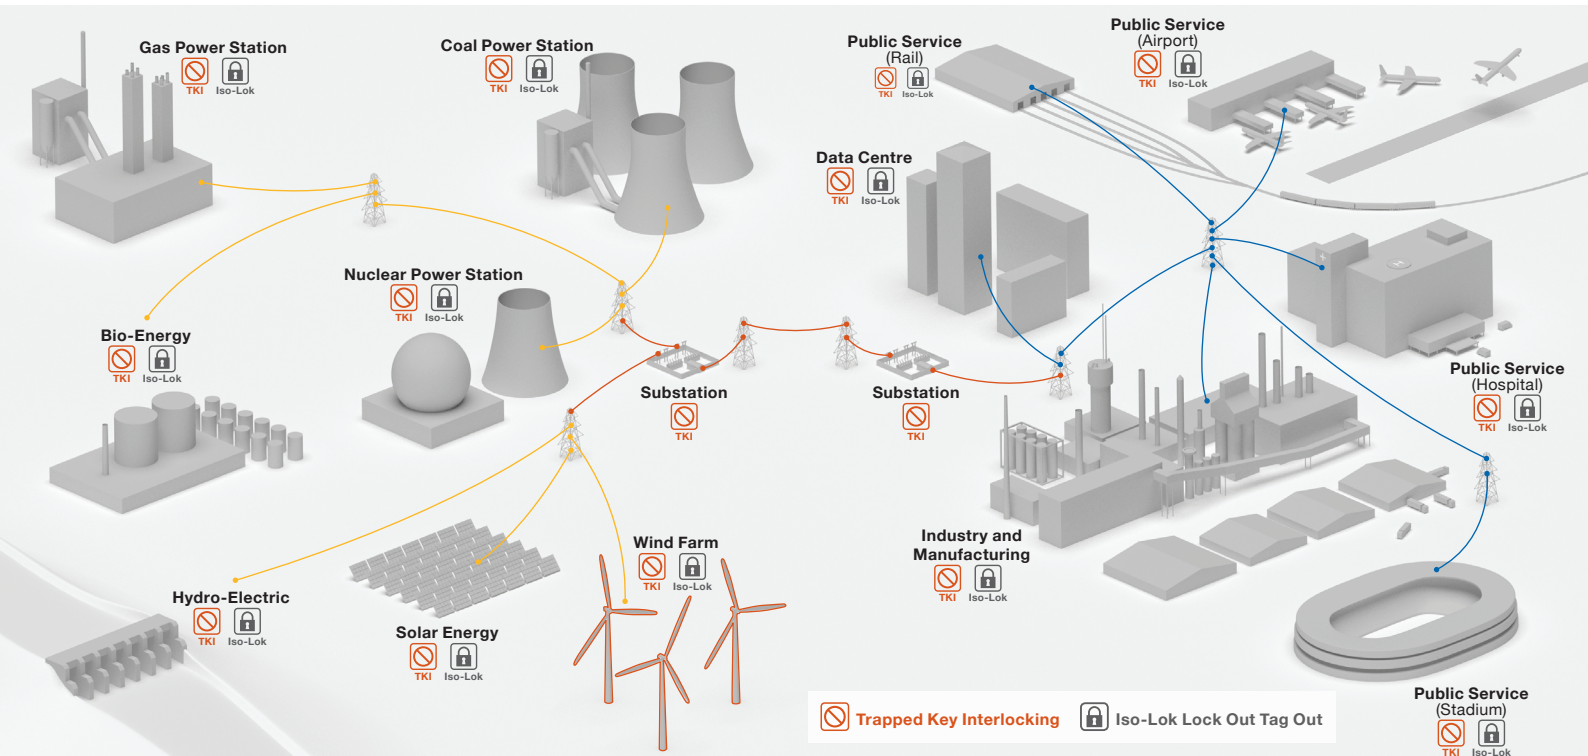 Gas Power Station
TKI Iso-Lok
Coal Power Station
TKI Iso-Lok
Public Service
(Rail)
TKI Iso-Lok
Public Service
(Airport)
TKI Iso-Lok
Data Centre
TKI Iso-Lok
Nuclear Power Station
TKI Iso-Lok
Bio-Energy
TKI Iso-Lok
Substation
TKI
Substation
TKI
H
Public Service
(Hospital)
TKI Iso-Lok
Industry and
Manufacturing
TKI Iso-Lok
Wind Farm
TKI Iso-Lok
Hydro-Electric
TKI Iso-Lok
Solar Energy
TKI Iso-Lok
Public Service
(Stadium)
TKI Iso-Lok
Trapped Key Interlocking Iso-Lok Lock Out Tag Out